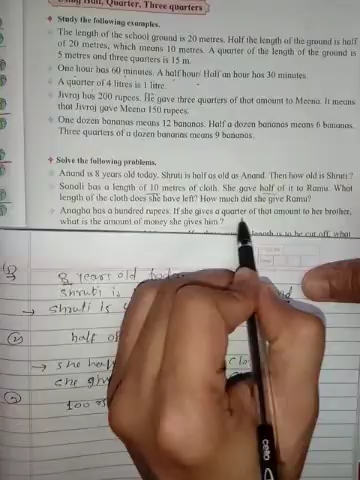 Using Half, Quarter, Three quarters
Study the following examples.
The length of the school ground is 20 metres. Half the length of the ground is half
of 20 metres, which means 10 metres. A quarter of the length of the ground is
5 metres and three quarters is 15 m.
One hour has 60 minutes. A half hour/ Half an hour has 30 minutes.
A quarter of 4 litres is 1 litre.
Jivraj has 200 rupees. He gave three quarters of that amount to Meena. It means
that Jivraj gave Meena 150 rupees.
One dozen bananas means 12 bananas. Half a dozen bananas means 6 bananas.
Three quarters of a dozen bananas means 9 bananas.
Solve the following problems.
Anand is 8 years old today. Shruti is half as old as Anand. Then how old is Shruti?
Sonali has a length of 10 metres of cloth. She gave half of it to Ramu. What
length of the cloth does she have left? How much did she give Ramu?
Anagha has a hundred rupees. If she gives a quarter of that amount to her brother,
what is the amount of money she gives him?
is to be cut off, what
8 years old today
shruti is
→ shruti is
half of
→ she
she
100
cello